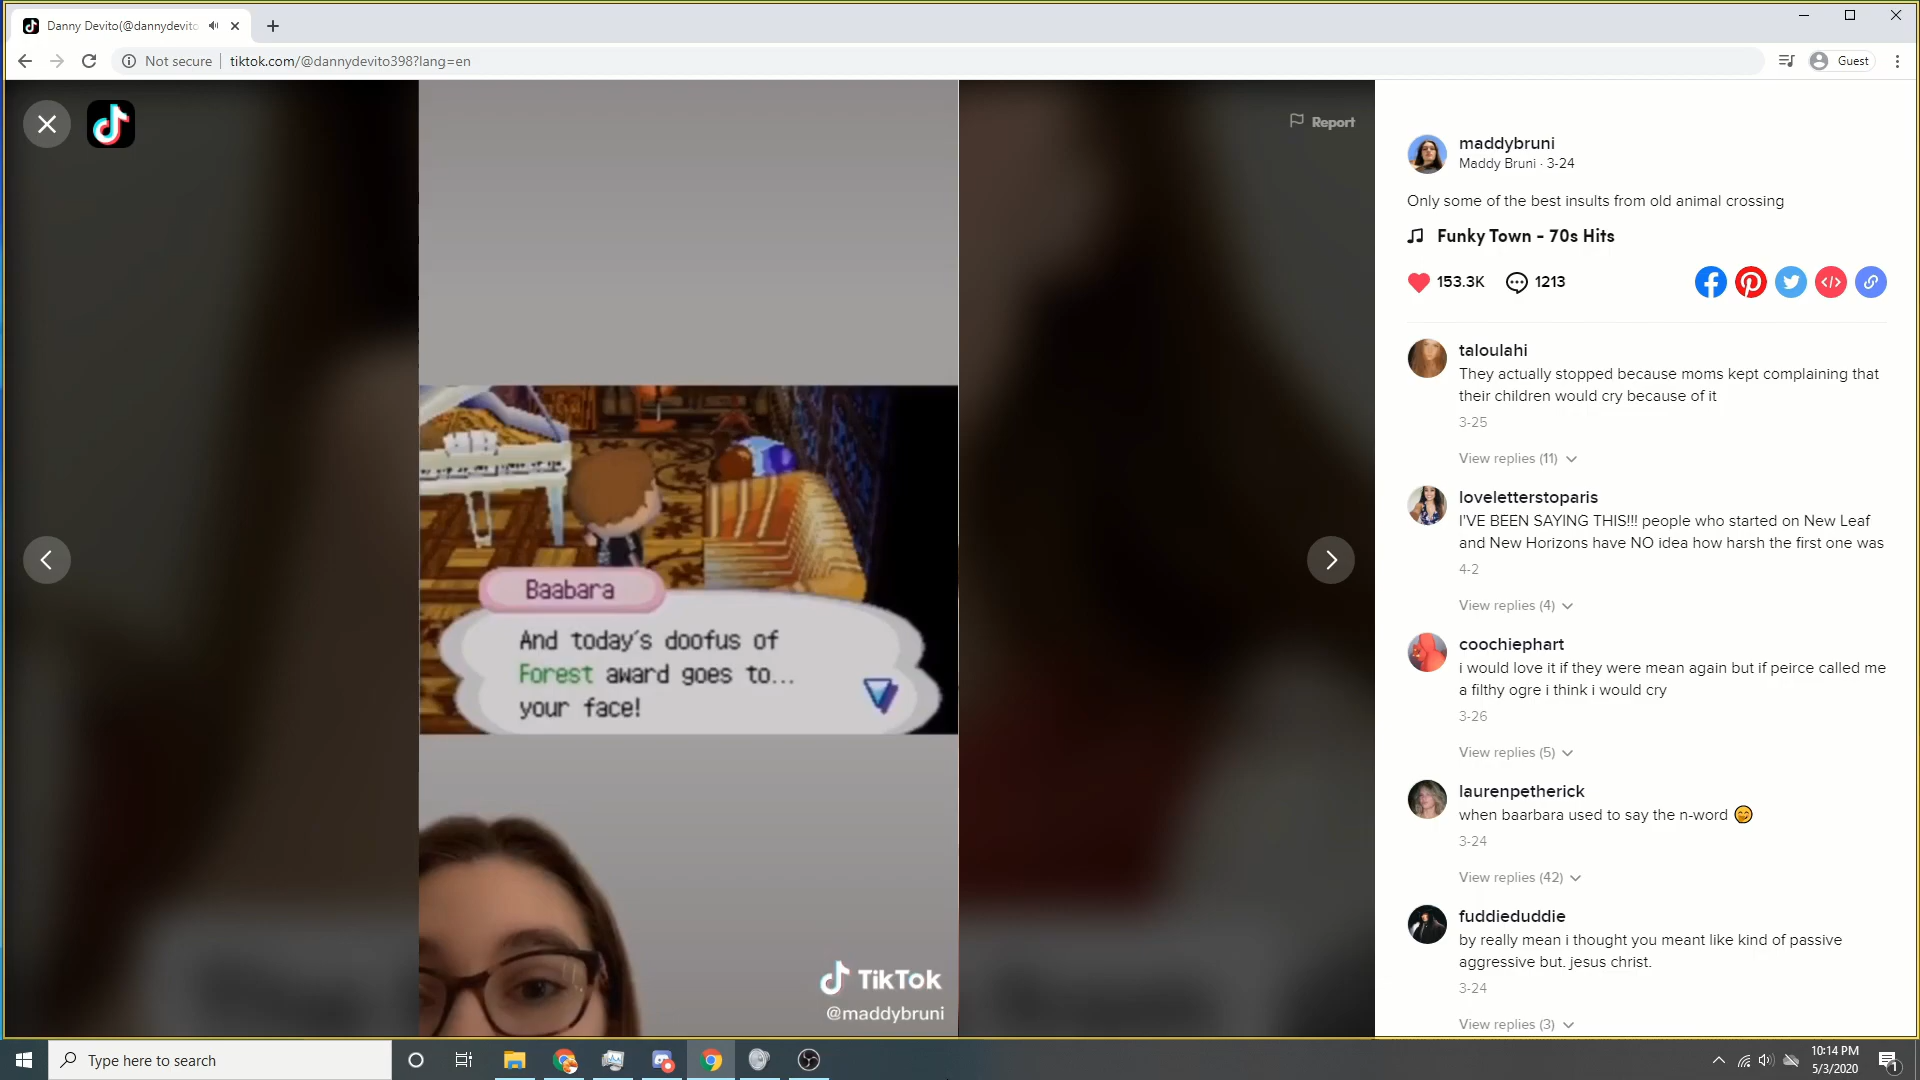 Danny Devito(@dannydevito
Not secure
tiktok.com/@dannydevito398?lang=en
Guest
Report
maddybruni
Maddy Bruni · 3-24
Only some of the best insults from old animal crossing
Funky Town - 70s Hits
153.3K
1213
taloulahi
They actually stopped because moms kept complaining that
their children would cry because of it
3-25
View replies (11)
loveletterstoparis
I'VE BEEN SAYING THIS!!! people who started on New Leaf
and New Horizons have NO idea how harsh the first one was
4-2
View replies (4)
coochiephart
i would love it if they were mean again but if peirce called me
a filthy ogre i think i would cry
3-26
View replies (5)
laurenpetherick
when baarbara used to say the n-word 🤭
3-24
View replies (42)
fuddieduddie
by really mean i thought you meant like kind of passive
aggressive but. jesus christ.
3-24
View replies (3)
Baabara
And today's doofus of
Forest award goes to...
your face!
TikTok
@maddybruni
Type here to search
10:14 PM
5/3/2020
1